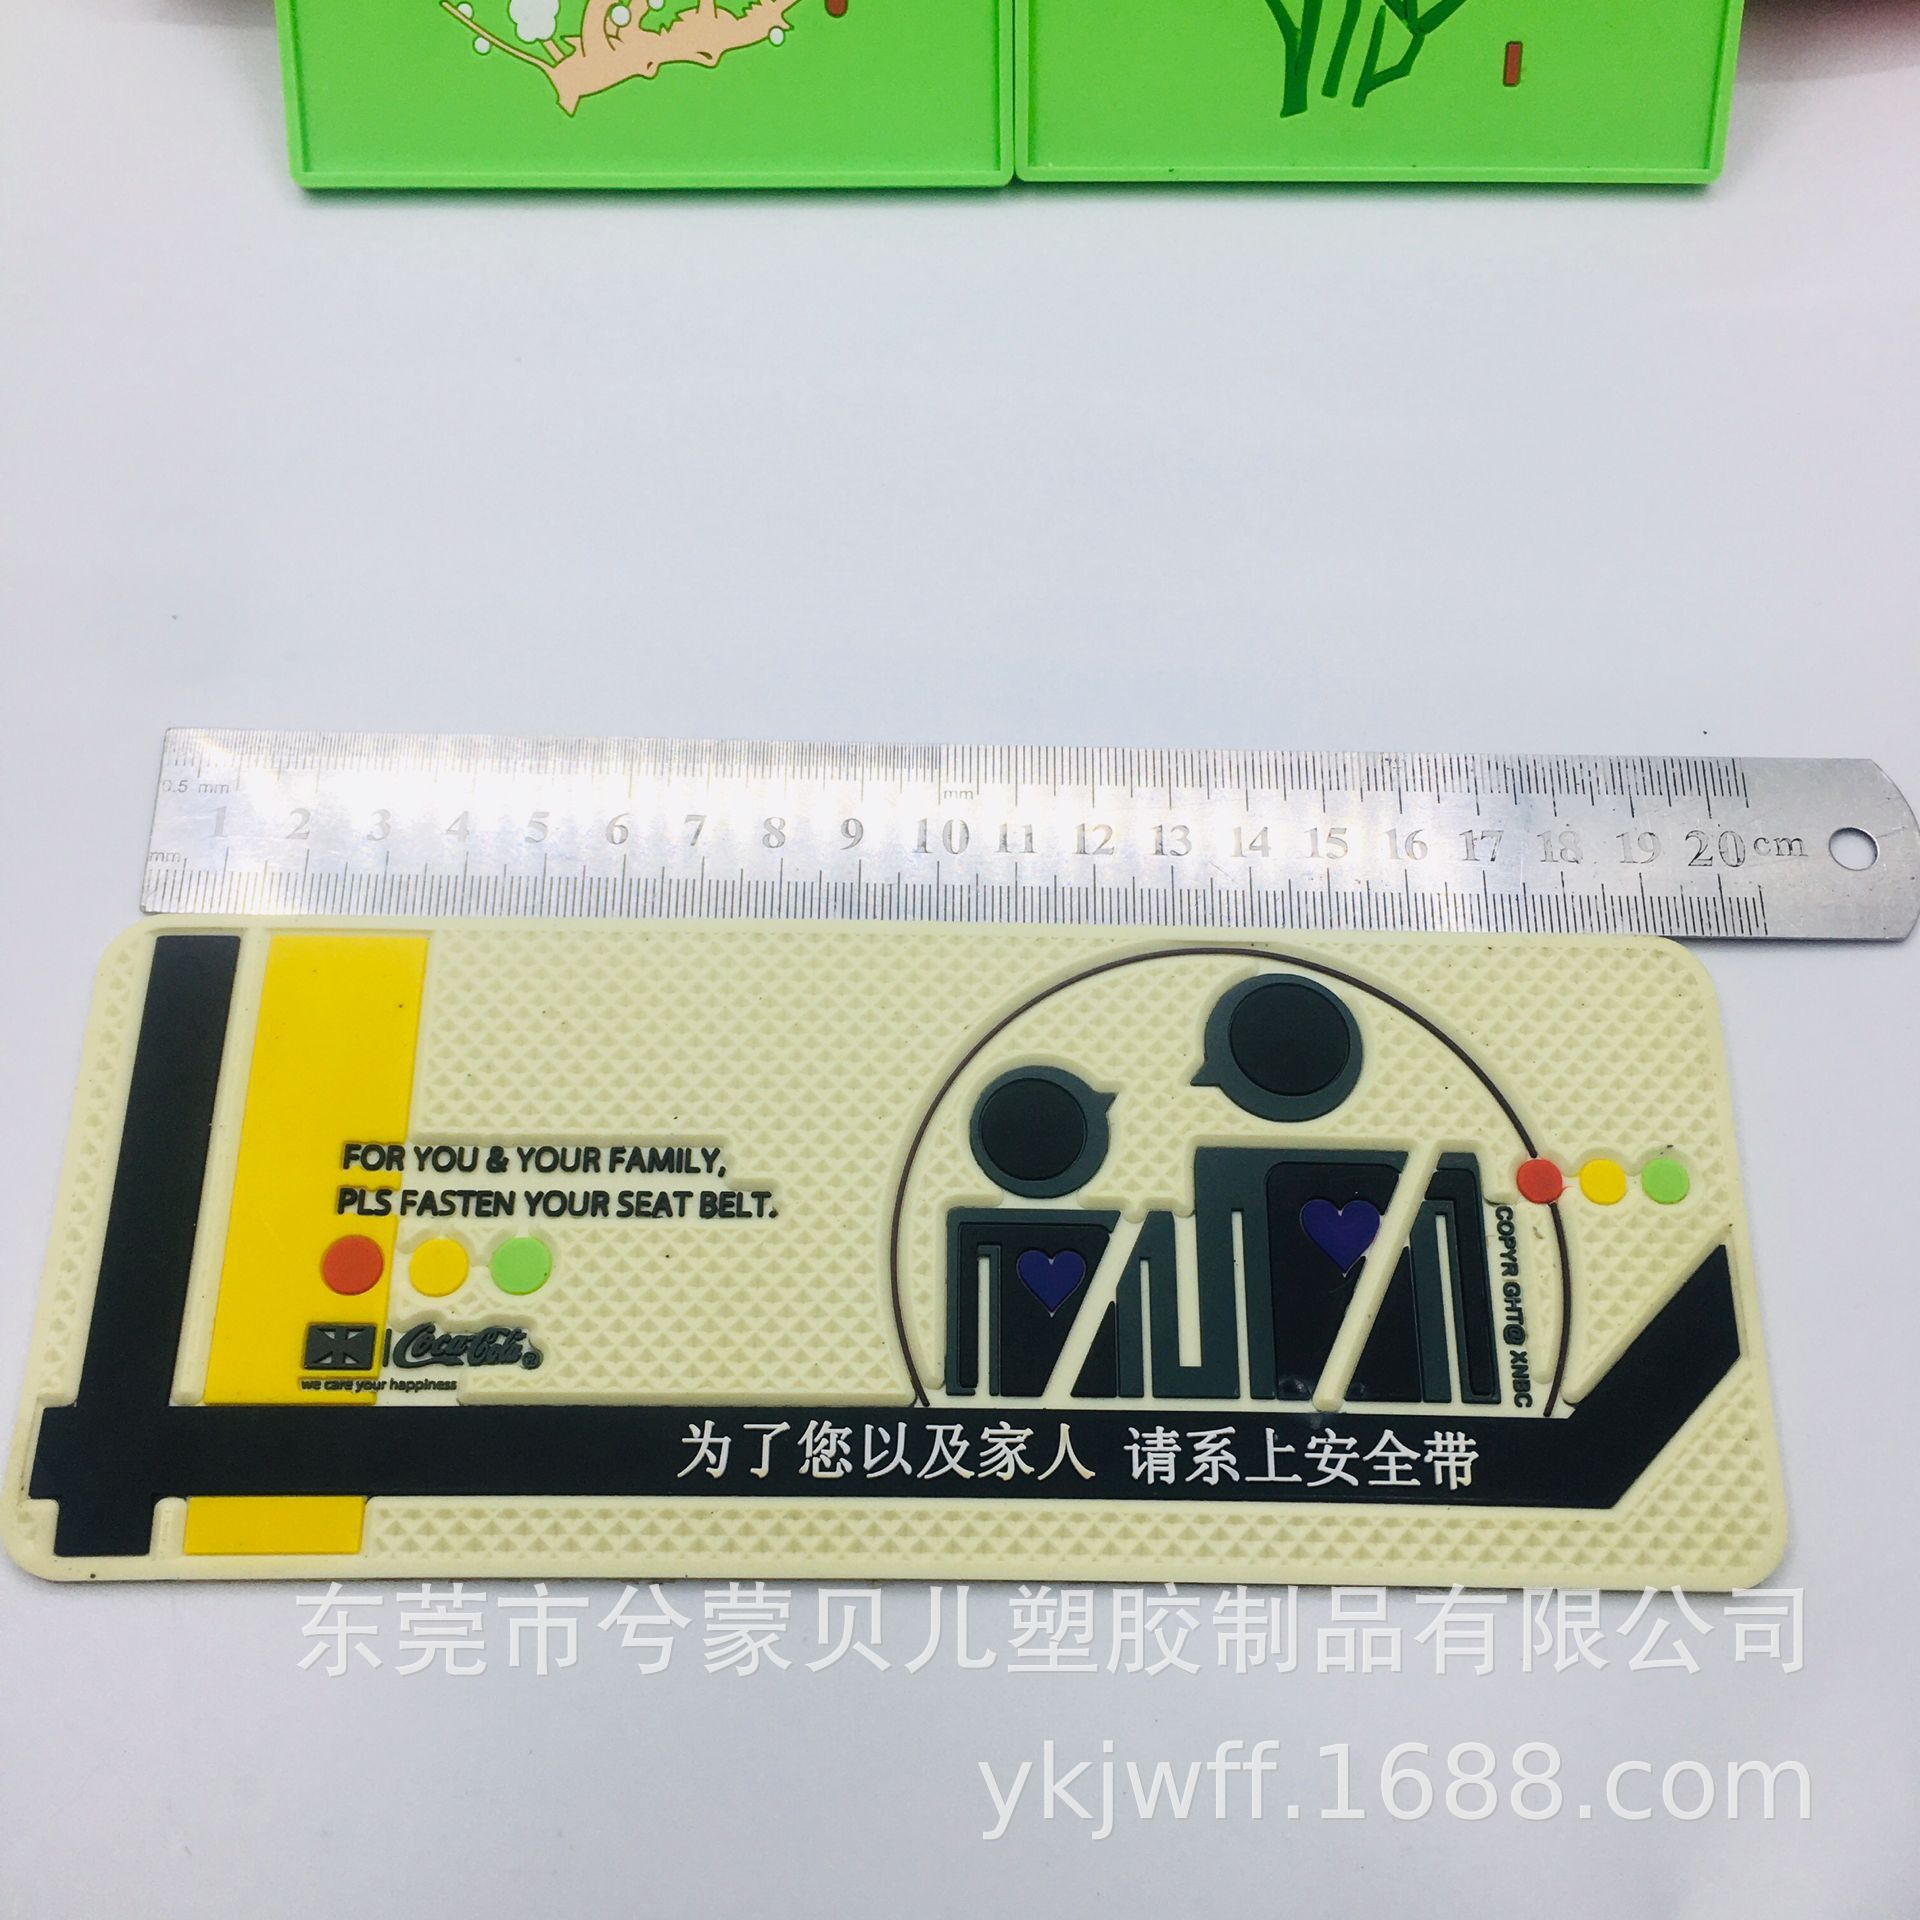 0.5 mm
mm
1 2 3 4 5 6 7 8 9 10 11 12 13 14 15 16 17 18 19 20 cm
mm
FOR YOU & YOUR FAMILY,
PLS FASTEN YOUR SEAT BELT.
Coca-Cola®
we care your happiness
COPYRIGHT@ XNBC
为了您以及家人 请系上安全带
东莞市兮蒙贝儿塑胶制品有限公司
ykjwff.1688.com